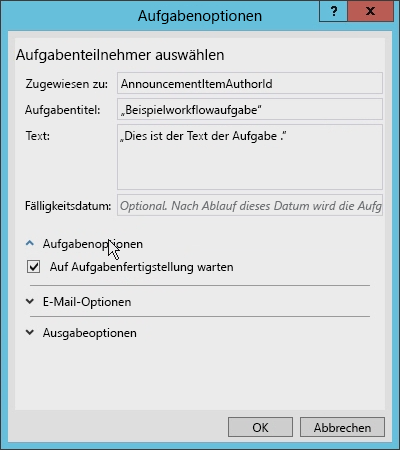 Aufgabenoptionen
? x
Aufgabenteilnehmer auswählen
Zugewiesen zu: AnnouncementItemAuthorId
Aufgabentitel: „Beispielworkflowaufgabe“
Text: „Dies ist der Text der Aufgabe .“
Fälligkeitsdatum: Optional. Nach Ablauf dieses Datum wird die Aufg
Aufgabenoptionen
Auf Aufgabenfertigstellung warten
E-Mail-Optionen
Ausgabeoptionen
OK Abbrechen